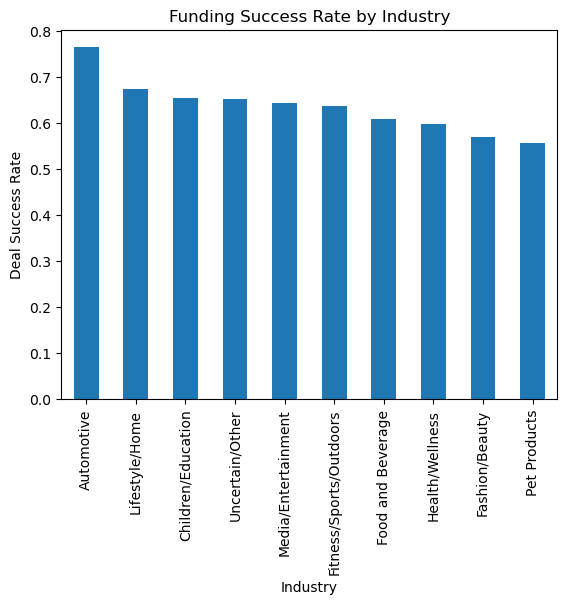 Funding Success Rate by Industry
Deal Success Rate
0.8
0.7
0.6
0.5
0.4
0.3
0.2
0.1
0.0
Automotive
Lifestyle/Home
Children/Education
Uncertain/Other
Media/Entertainment
Fitness/Sports/Outdoors
Food and Beverage
Health/Wellness
Fashion/Beauty
Pet Products
Industry